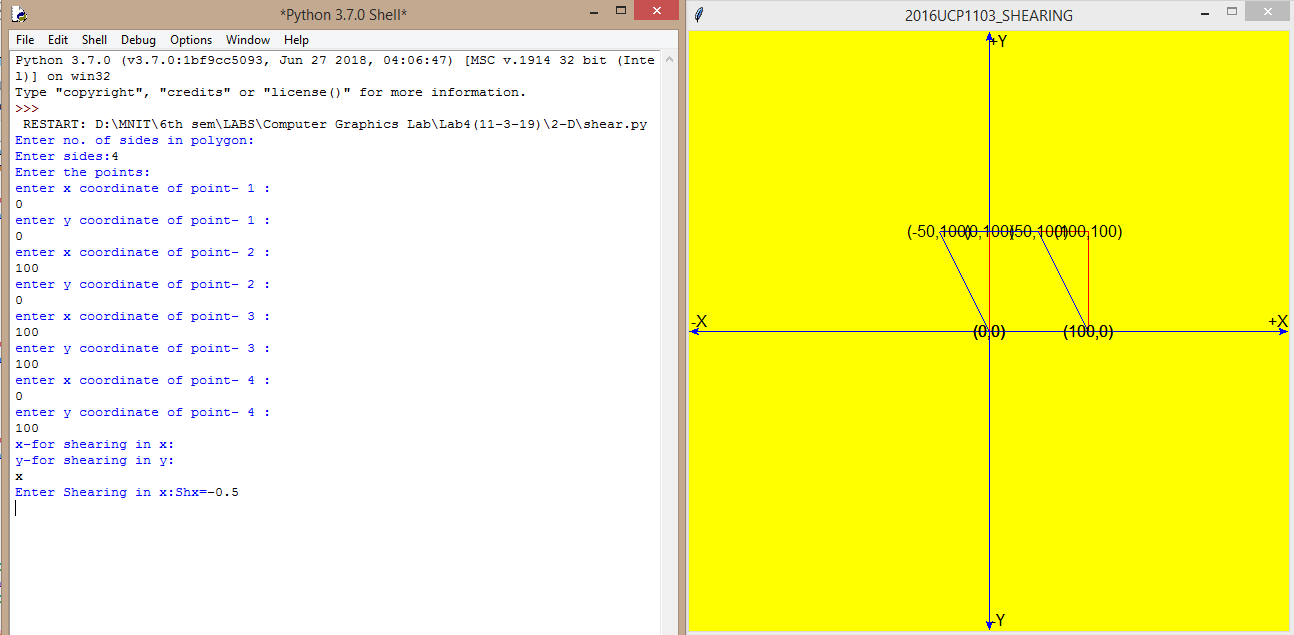 *Python 3.7.0 Shell*
File Edit Shell Debug Options Window Help
Python 3.7.0 (v3.7.0:1bf9cc5093, Jun 27 2018, 04:06:47) [MSC v.1914 32 bit (Inte
l)] on win32
Type "copyright", "credits" or "license()" for more information.
>>>
RESTART: D:\MNIT\6th sem\LABS\Computer Graphics Lab\Lab4(11-3-19)\2-D\shear.py
Enter no. of sides in polygon:
Enter sides:4
Enter the points:
enter x coordinate of point- 1 :
0
enter y coordinate of point- 1 :
0
enter x coordinate of point- 2 :
100
enter y coordinate of point- 2 :
0
enter x coordinate of point- 3 :
100
enter y coordinate of point- 3 :
100
enter x coordinate of point- 4 :
0
enter y coordinate of point- 4 :
100
x-for shearing in x:
y-for shearing in y:
x
Enter Shearing in x:Shx=-0.5
2016UCP1103_SHEARING
+Y
(-50,100) (0,100) (50,100) (100,100)
-X +X
(0,0) (100,0)
-Y